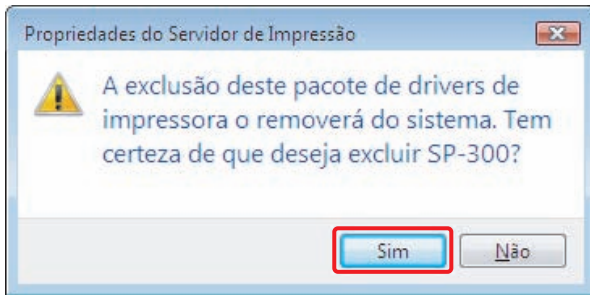 Propriedades do Servidor de Impressão
A exclusão deste pacote de drivers de
impressora o removerá do sistema. Tem
certeza de que deseja excluir SP-300?
Sim
Não